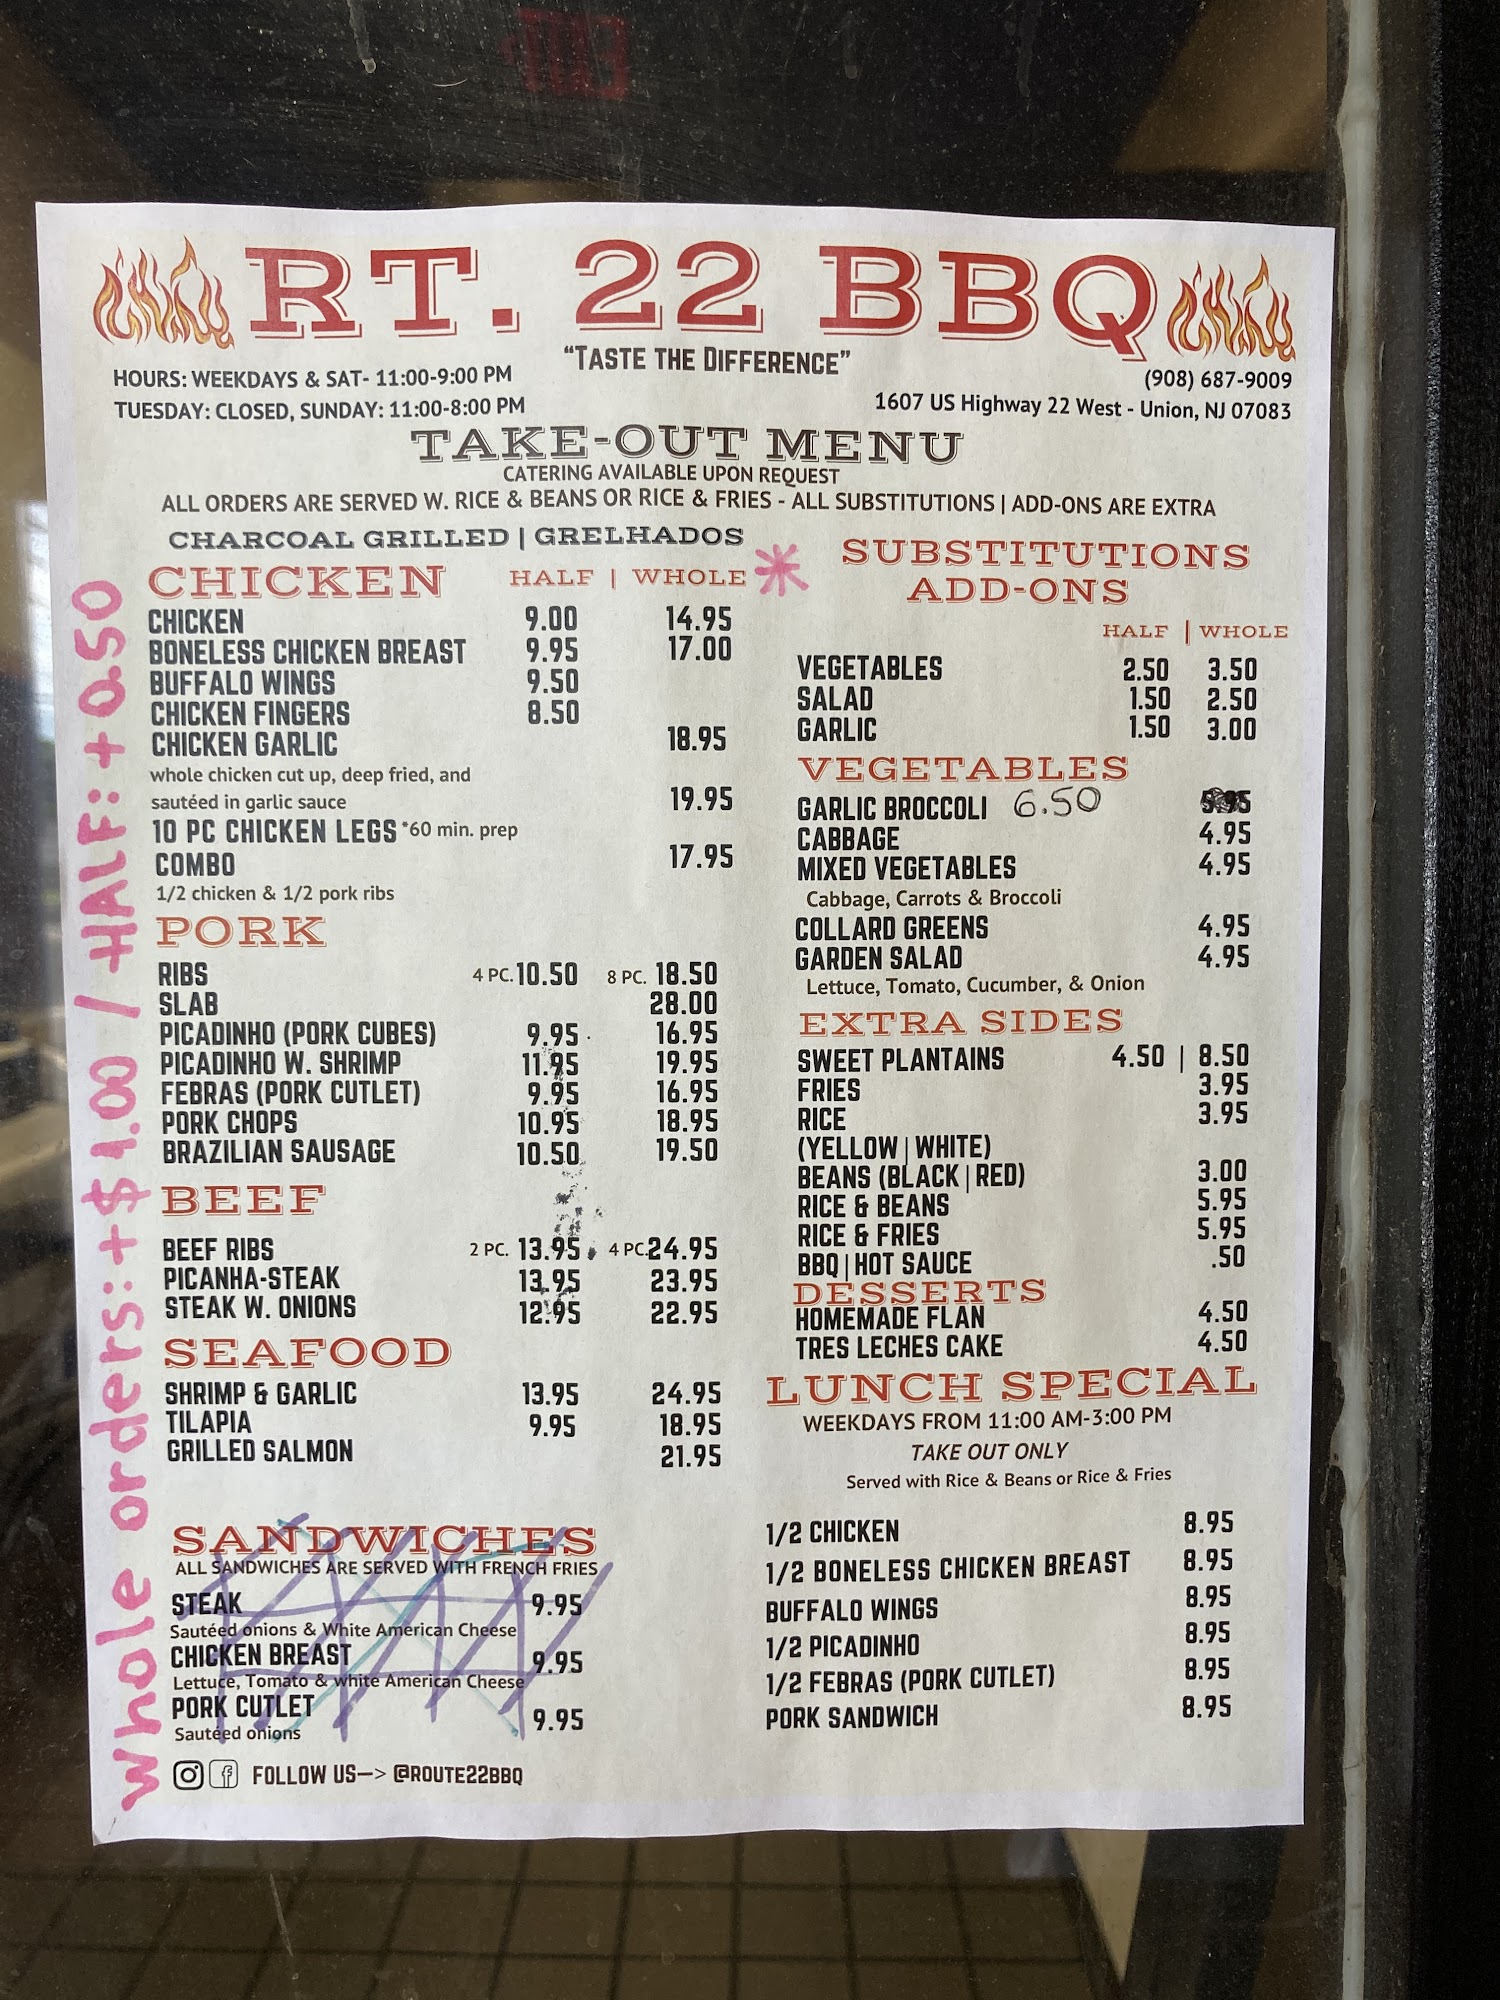 RT. 22 BBQ
"TASTE THE DIFFERENCE"
HOURS: WEEKDAYS & SAT- 11:00-9:00 PM
TUESDAY: CLOSED, SUNDAY: 11:00-8:00 PM
(908) 687-9009
1607 US Highway 22 West - Union, NJ 07083
TAKE-OUT MENU
CATERING AVAILABLE UPON REQUEST
ALL ORDERS ARE SERVED W. RICE & BEANS OR RICE & FRIES - ALL SUBSTITUTIONS | ADD-ONS ARE EXTRA
whole orders: +$1.00 / HALF: +0.50
CHARCOAL GRILLED | GRELHADOS
CHICKEN HALF | WHOLE
CHICKEN 9.00 14.95
BONELESS CHICKEN BREAST 9.95 17.00
BUFFALO WINGS 9.50
CHICKEN FINGERS 8.50
CHICKEN GARLIC 18.95
whole chicken cut up, deep fried, and
sautéed in garlic sauce 19.95
10 PC CHICKEN LEGS *60 min. prep
COMBO 17.95
1/2 chicken & 1/2 pork ribs
PORK
RIBS 4 PC. 10.50 8 PC. 18.50
SLAB 28.00
PICADINHO (PORK CUBES) 9.95 16.95
PICADINHO W. SHRIMP 11.95 19.95
FEBRAS (PORK CUTLET) 9.95 16.95
PORK CHOPS 10.95 18.95
BRAZILIAN SAUSAGE 10.50 19.50
BEEF
BEEF RIBS 2 PC. 13.95 4 PC. 24.95
PICANHA-STEAK 13.95 23.95
STEAK W. ONIONS 12.95 22.95
SEAFOOD
SHRIMP & GARLIC 13.95 24.95
TILAPIA 9.95 18.95
GRILLED SALMON 21.95
SANDWICHES
ALL SANDWICHES ARE SERVED WITH FRENCH FRIES
STEAK 9.95
Sautéed onions & White American Cheese
CHICKEN BREAST 9.95
Lettuce, Tomato & white American Cheese
PORK CUTLET 9.95
Sautéed onions
FOLLOW US—> @ROUTE22BBQ
SUBSTITUTIONS
ADD-ONS
HALF | WHOLE
VEGETABLES 2.50 3.50
SALAD 1.50 2.50
GARLIC 1.50 3.00
VEGETABLES
GARLIC BROCCOLI 6.50 5.95
CABBAGE 4.95
MIXED VEGETABLES 4.95
Cabbage, Carrots & Broccoli
COLLARD GREENS 4.95
GARDEN SALAD 4.95
Lettuce, Tomato, Cucumber, & Onion
EXTRA SIDES
SWEET PLANTAINS 4.50 | 8.50
FRIES 3.95
RICE 3.95
(YELLOW | WHITE)
BEANS (BLACK | RED) 3.00
RICE & BEANS 5.95
RICE & FRIES 5.95
BBQ | HOT SAUCE .50
DESSERTS
HOMEMADE FLAN 4.50
TRES LECHES CAKE 4.50
LUNCH SPECIAL
WEEKDAYS FROM 11:00 AM-3:00 PM
TAKE OUT ONLY
Served with Rice & Beans or Rice & Fries
1/2 CHICKEN 8.95
1/2 BONELESS CHICKEN BREAST 8.95
BUFFALO WINGS 8.95
1/2 PICADINHO 8.95
1/2 FEBRAS (PORK CUTLET) 8.95
PORK SANDWICH 8.95